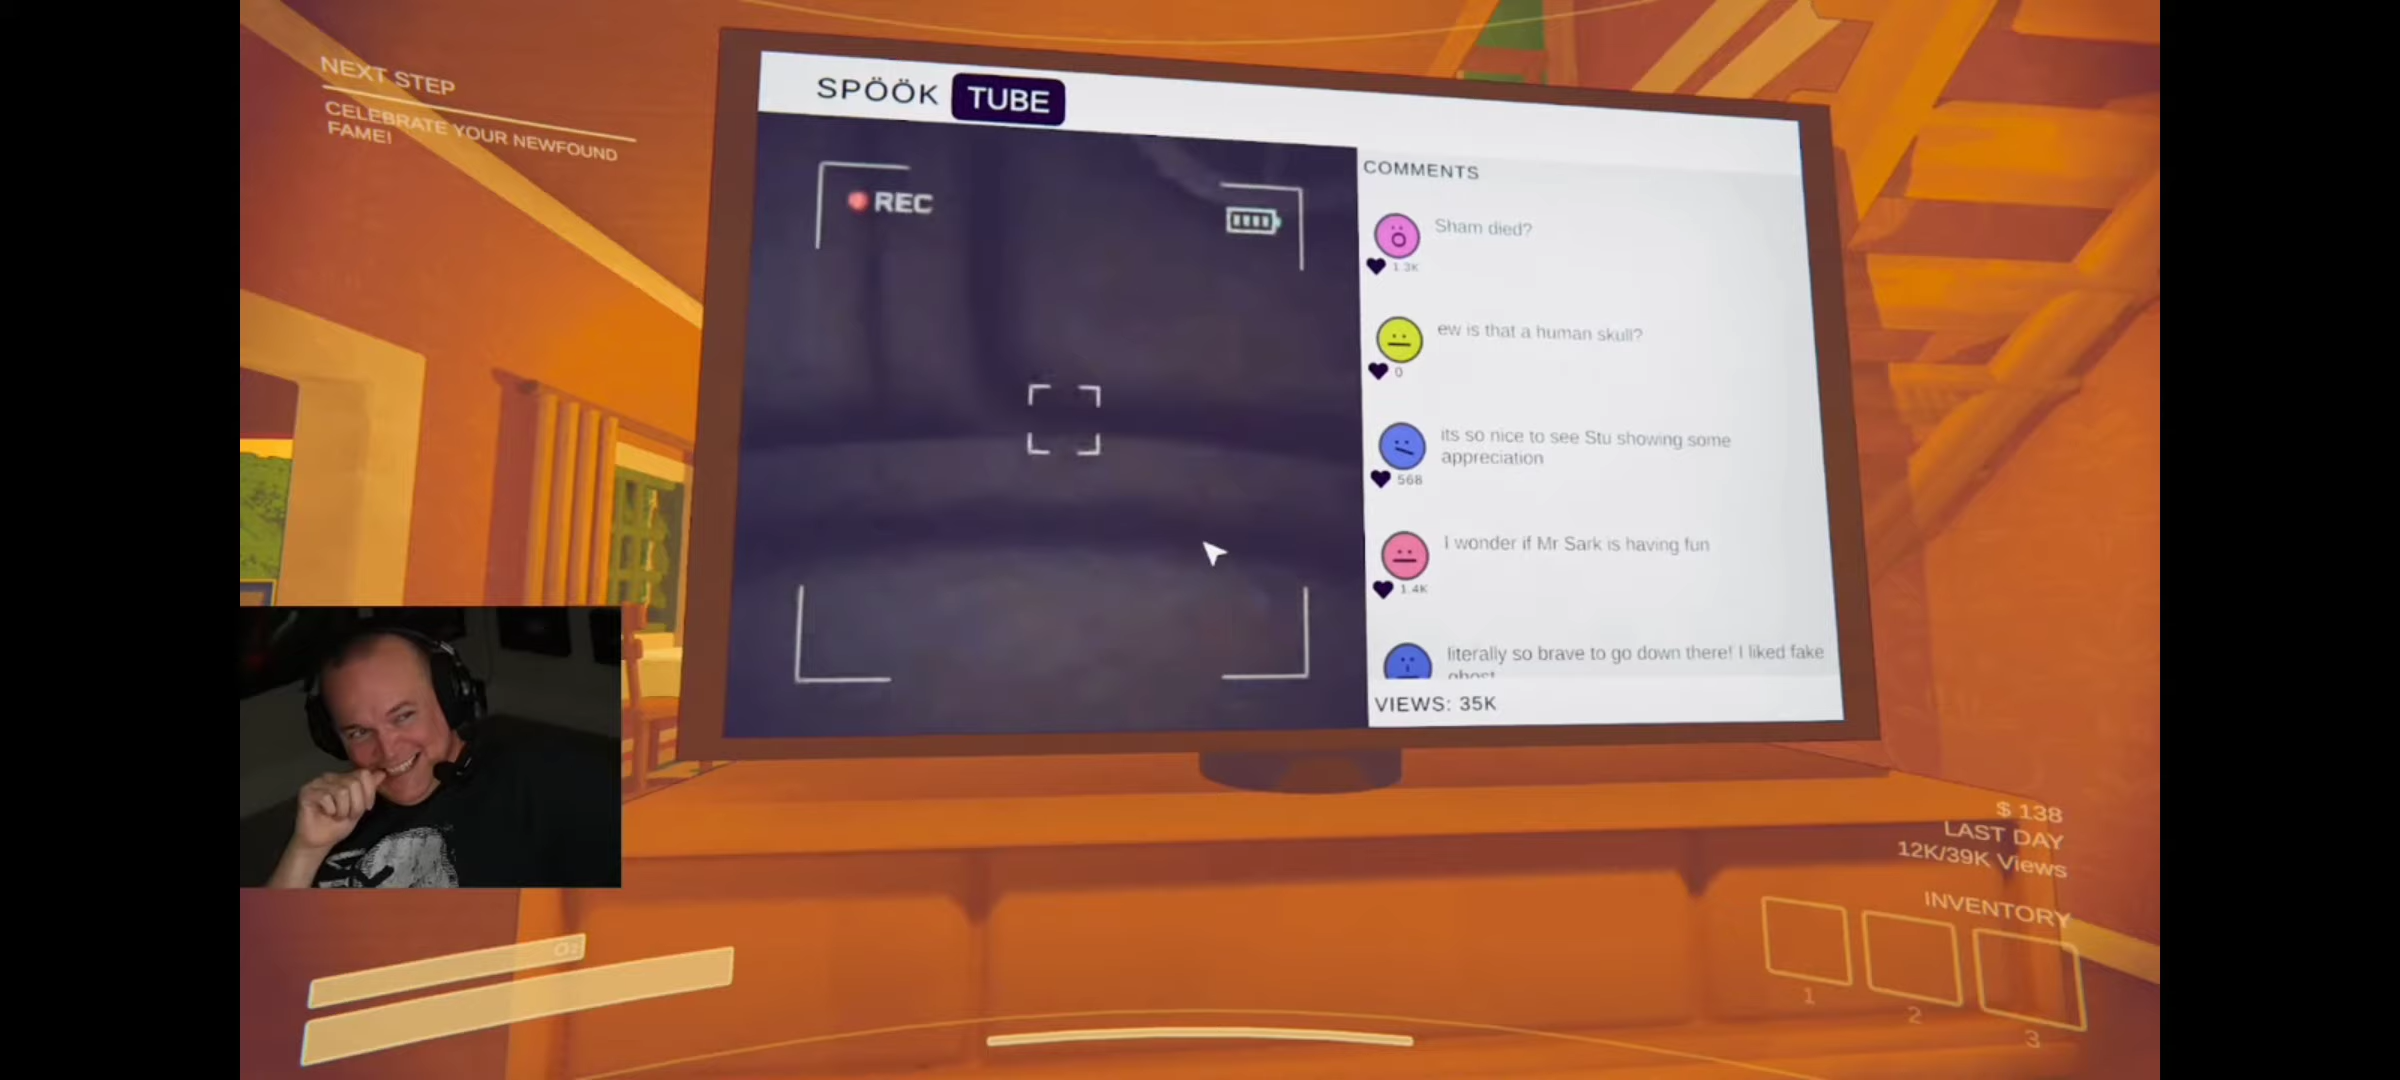 NEXT STEP
CELEBRATE YOUR NEWFOUND
FAME!
SPÖÖK TUBE
REC
COMMENTS
Sham died?
1.3K
ew is that a human skull?
0
its so nice to see Stu showing some
appreciation
568
I wonder if Mr Sark is having fun
1.4K
literally so brave to go down there! I liked fake
ghost
VIEWS: 35K
$ 138
LAST DAY
12K/39K Views
INVENTORY
1
2
3
O2